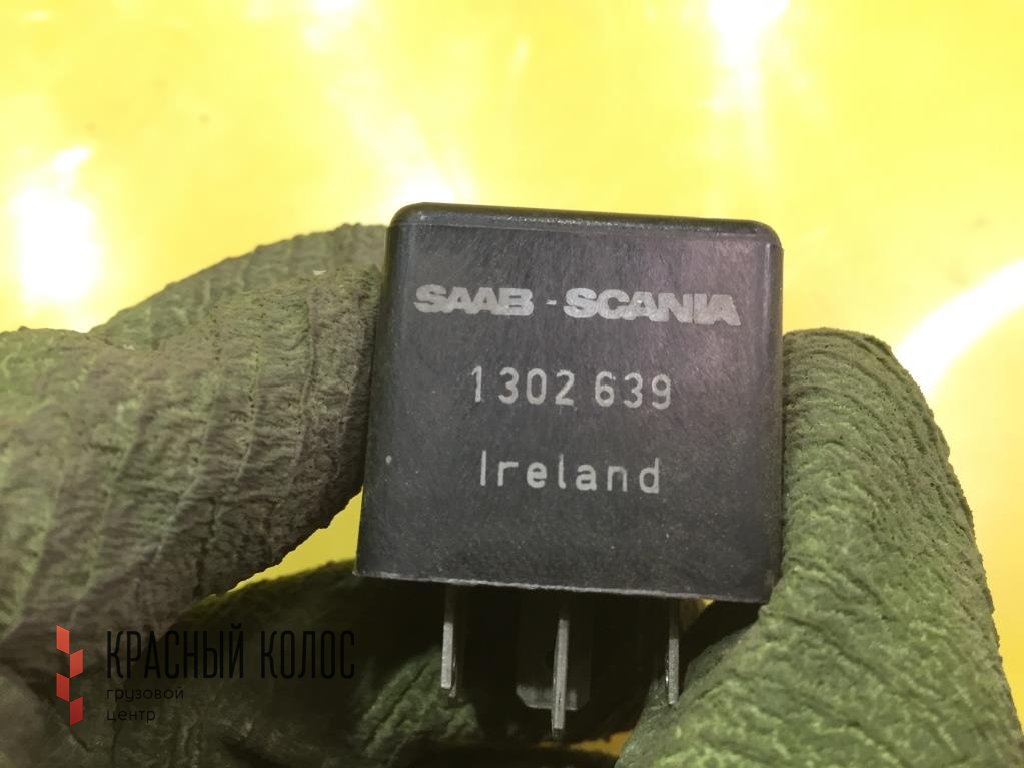 SAAB-SCANIA
1302 639
Ireland
КРАСНЫЙ КОЛОС
грузовой
центр